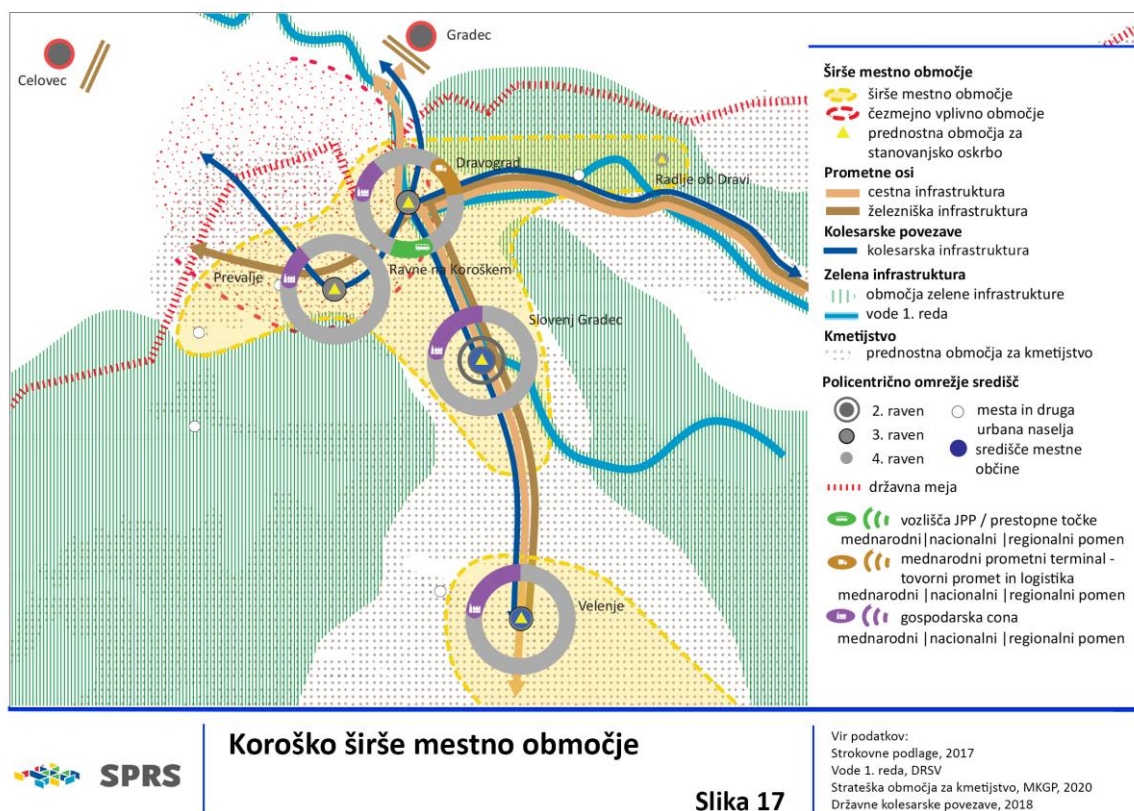 Celovec
Gradec
Dravograd
Radlje ob Dravi
Prevalje
Ravne na Koroškem
Slovenj Gradec
Velenje
Širše mestno območje
širše mestno območje
čezmejno vplivno območje
prednostna območja za
stanovanjsko oskrbo
Prometne osi
cestna infrastruktura
železniška infrastruktura
Kolesarske povezave
kolesarska infrastruktura
Zelena infrastruktura
območja zelene infrastrukture
vode 1. reda
Kmetijstvo
prednostna območja za kmetijstvo
Policentrično omrežje središč
2. raven
3. raven
4. raven
mesta in druga
urbana naselja
središče mestne
občine
državna meja
vozlišča JPP / prestopne točke
mednarodni|nacionalni |regionalni pomen
mednarodni prometni terminal -
tovorni promet in logistika
mednarodni |nacionalni |regionalni pomen
gospodarska cona
mednarodni |nacionalni |regionalni pomen
SPRS
Koroško širše mestno območje
Slika 17
Vir podatkov:
Strokovne podlage, 2017
Vode 1. reda, DRSV
Strateška območja za kmetijstvo, MKGP, 2020
Državne kolesarske povezave, 2018